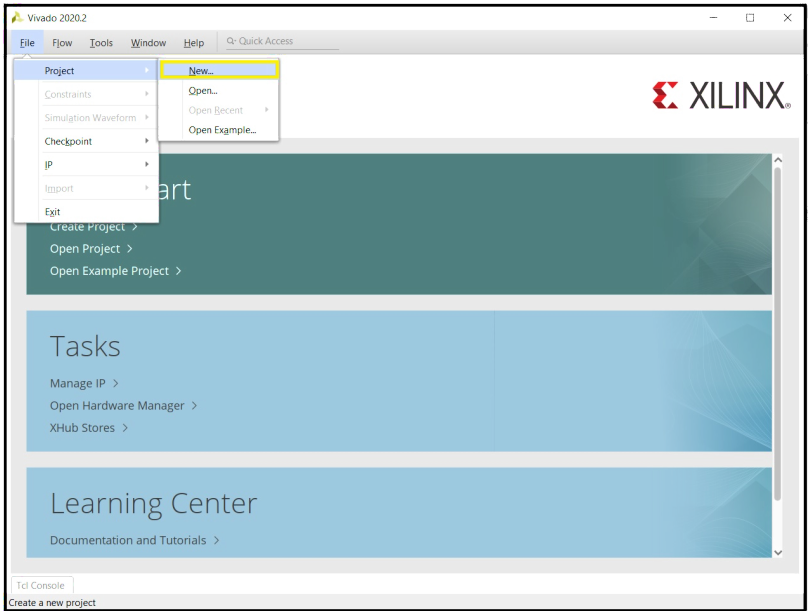 Vivado 2020.2
File Flow Tools Window Help Q- Quick Access
Project
Constraints
Simulation Waveform
Checkpoint
IP
Import
Exit
New...
Open...
Open Recent
Open Example...
XILINX®
art
Create Project >
Open Project >
Open Example Project >
Tasks
Manage IP >
Open Hardware Manager >
XHub Stores >
Learning Center
Documentation and Tutorials >
Tcl Console
Create a new project